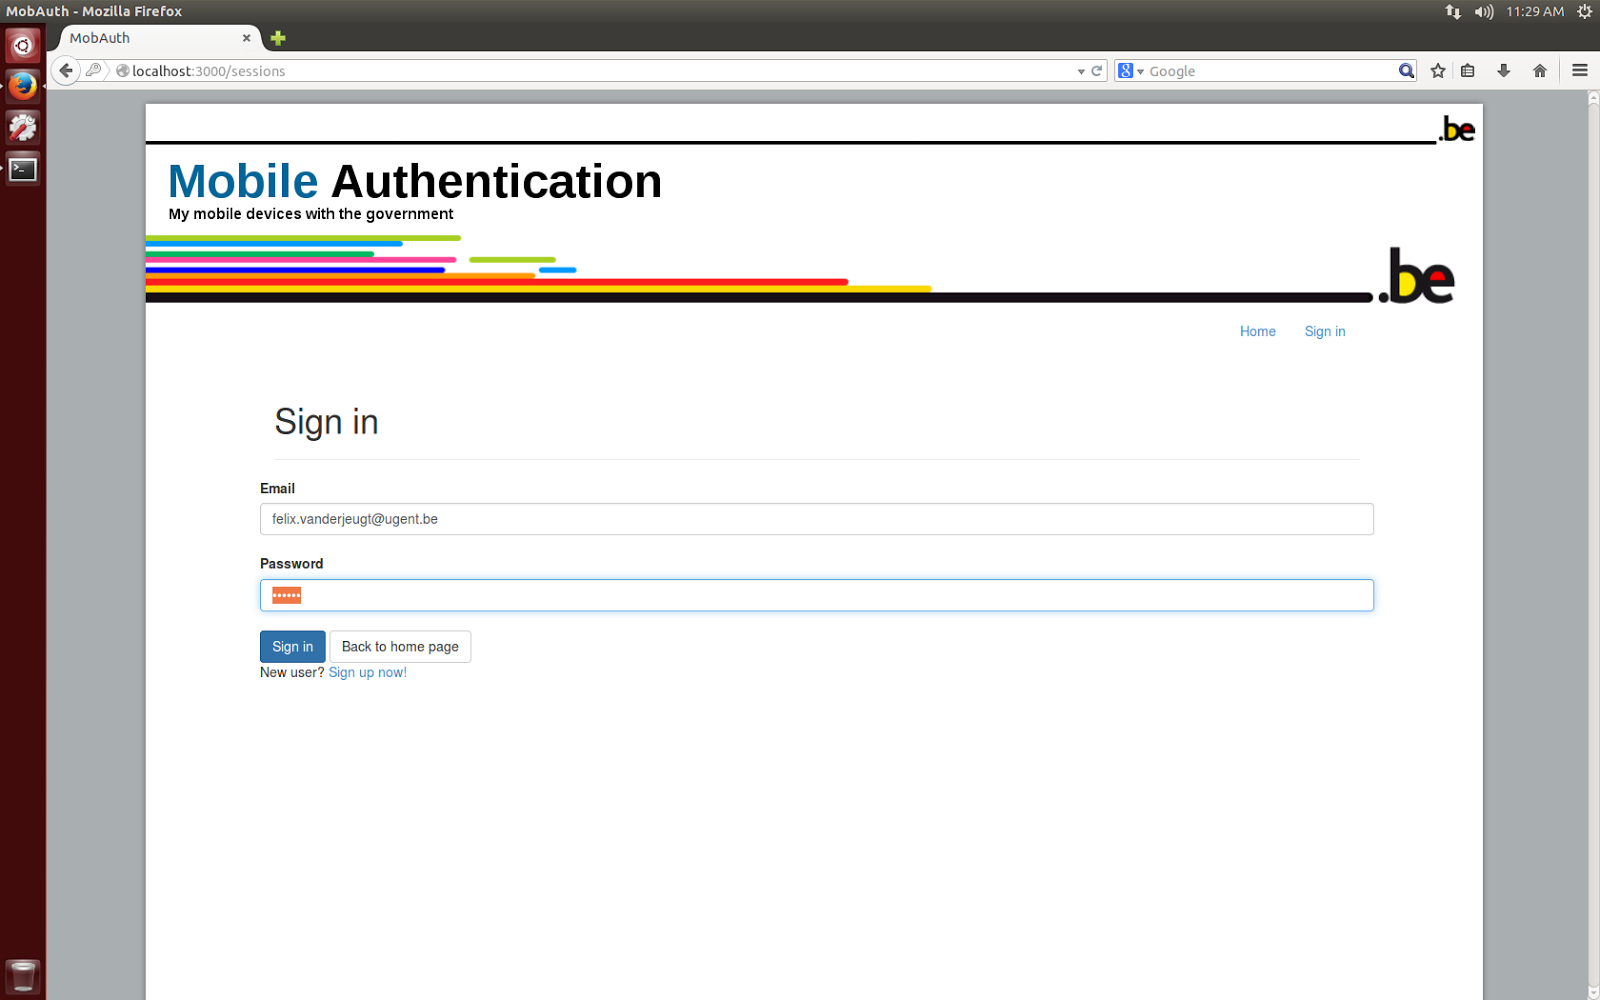 MobAuth - Mozilla Firefox
11:29 AM
MobAuth
localhost:3000/sessions
Google
.be
Mobile Authentication
My mobile devices with the government
.be
Home Sign in
Sign in
Email
felix.vanderjeugt@ugent.be
Password
••••••
Sign in Back to home page
New user? Sign up now!